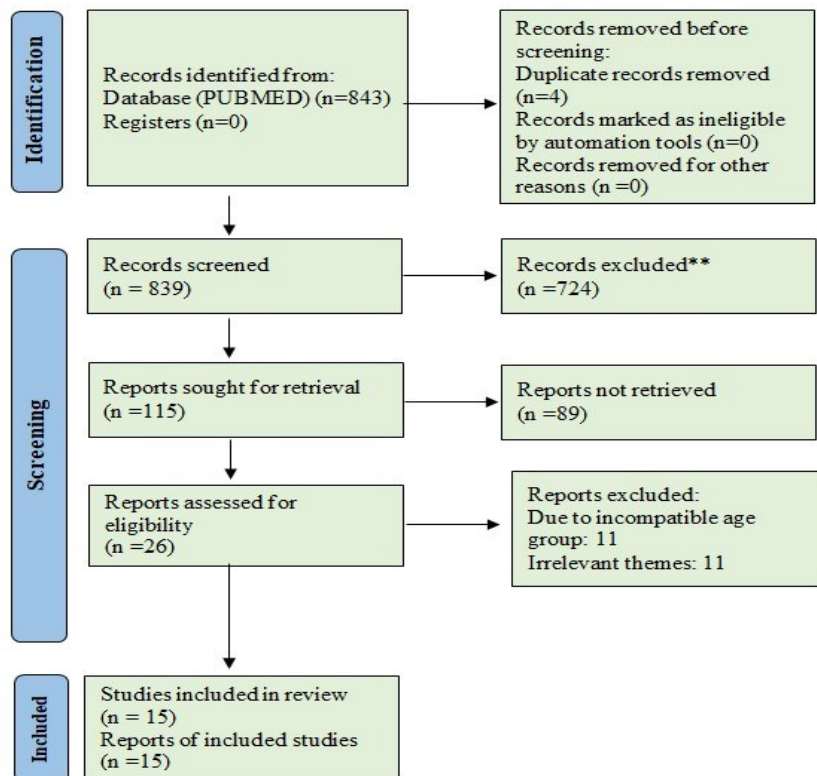 Identification
Records identified from:
Database (PUBMED) (n=843)
Registers (n=0)
Records removed before
screening:
Duplicate records removed
(n=4)
Records marked as ineligible
by automation tools (n=0)
Records removed for other
reasons (n =0)
Screening
Records screened
(n = 839)
Records excluded**
(n =724)
Reports sought for retrieval
(n =115)
Reports not retrieved
(n =89)
Reports assessed for
eligibility
(n =26)
Reports excluded:
Due to incompatible age
group: 11
Irrelevant themes: 11
Included
Studies included in review
(n = 15)
Reports of included studies
(n =15)